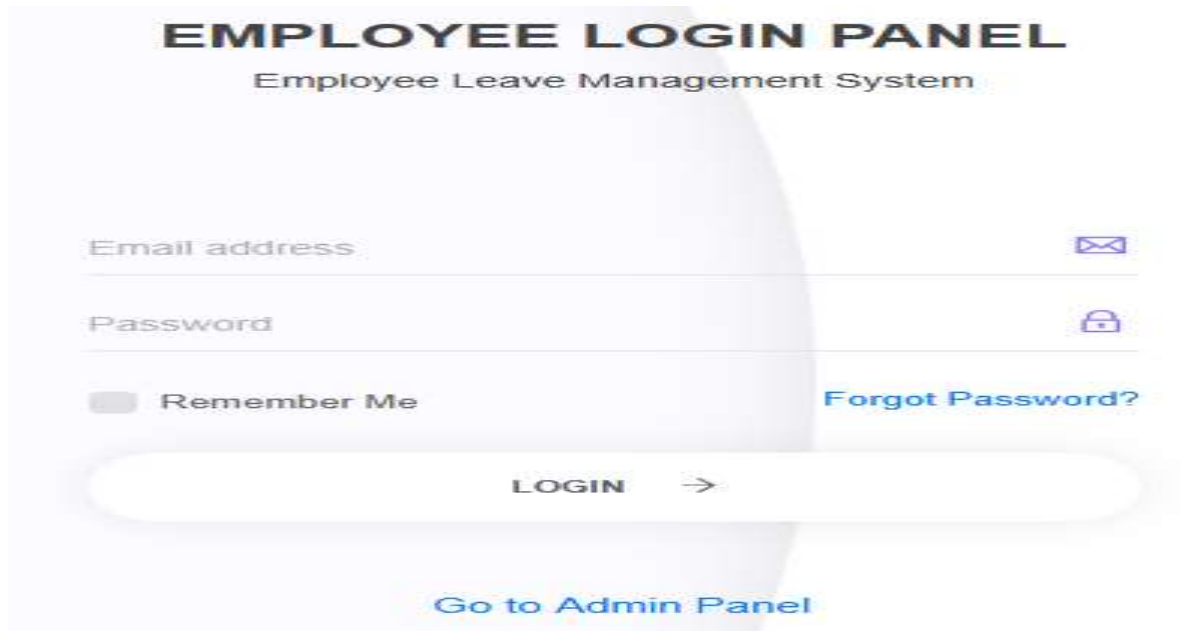 EMPLOYEE LOGIN PANEL
Employee Leave Management System
Email address
Password
Remember Me Forgot Password?
LOGIN →
Go to Admin Panel